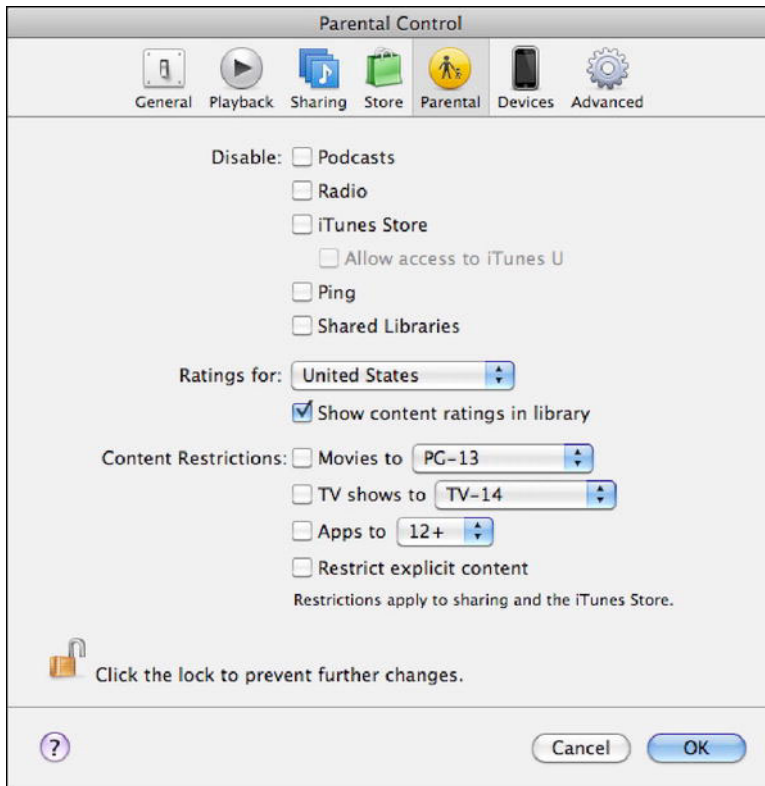 Parental Control
General Playback Sharing Store Parental Devices Advanced
Disable: Podcasts
Radio
iTunes Store
Allow access to iTunes U
Ping
Shared Libraries
Ratings for: United States
Show content ratings in library
Content Restrictions: Movies to PG-13
TV shows to TV-14
Apps to 12+
Restrict explicit content
Restrictions apply to sharing and the iTunes Store.
Click the lock to prevent further changes.
? Cancel OK